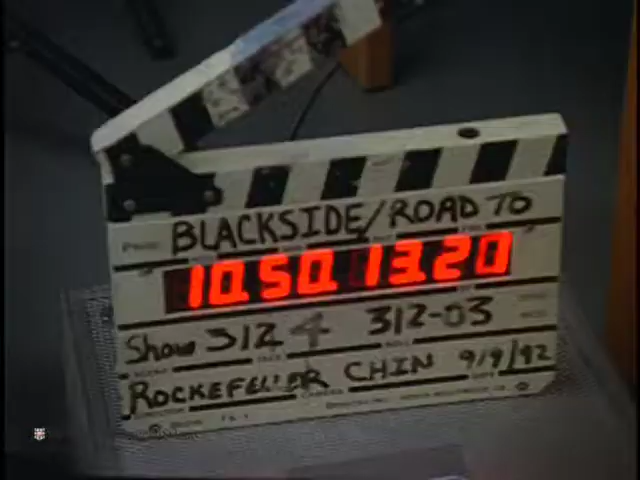 BLACKSIDE/ROAD TO
10.50.13.20
Show 312 4 312-03
ROCKEFELLER CHIN 9/9/92